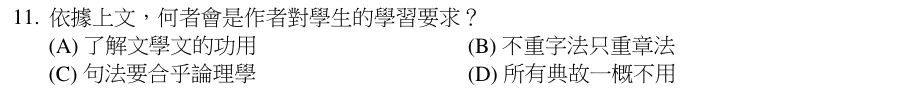 11. 依據上文，何者會是作者對學生的學習要求？
(A) 了解文學文的功用 (B) 不重字法只重章法
(C) 句法要合乎論理學 (D) 所有典故一概不用